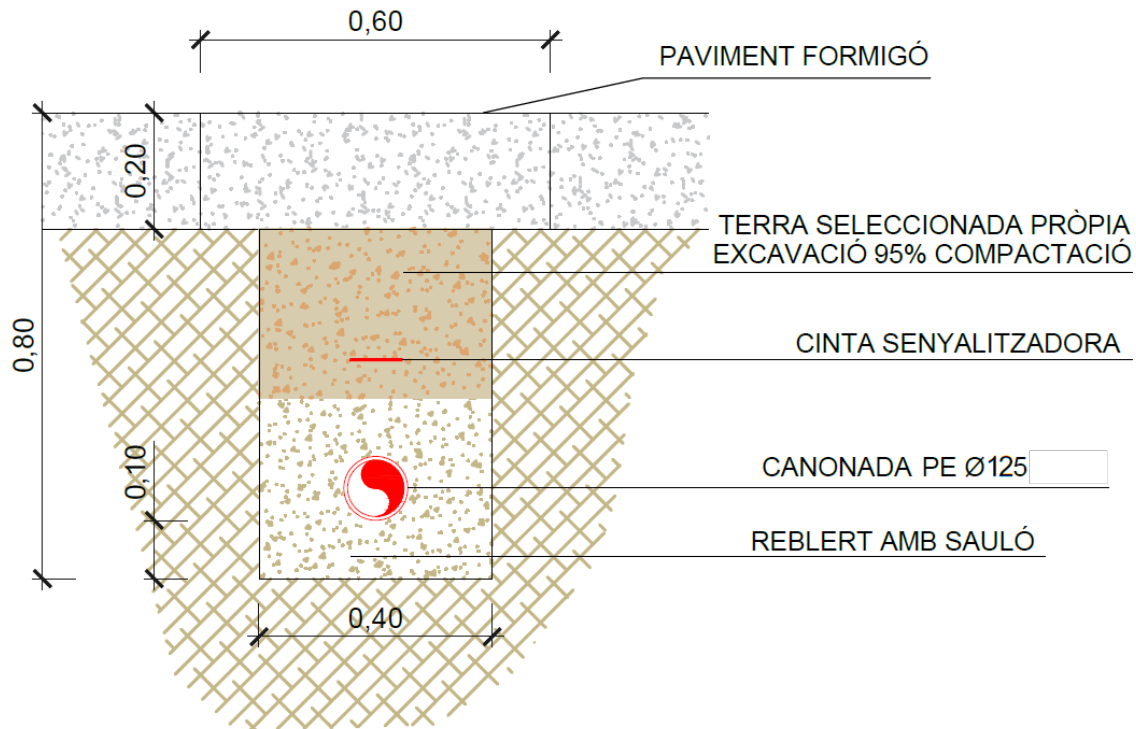 0,60
PAVIMENT FORMIGÓ
0,20
TERRA SELECCIONADA PRÒPIA
EXCAVACIÓ 95% COMPACTACIÓ
0,80
CINTA SENYALITZADORA
0,10
CANONADA PE Ø125
REBLERT AMB SAULÓ
0,40